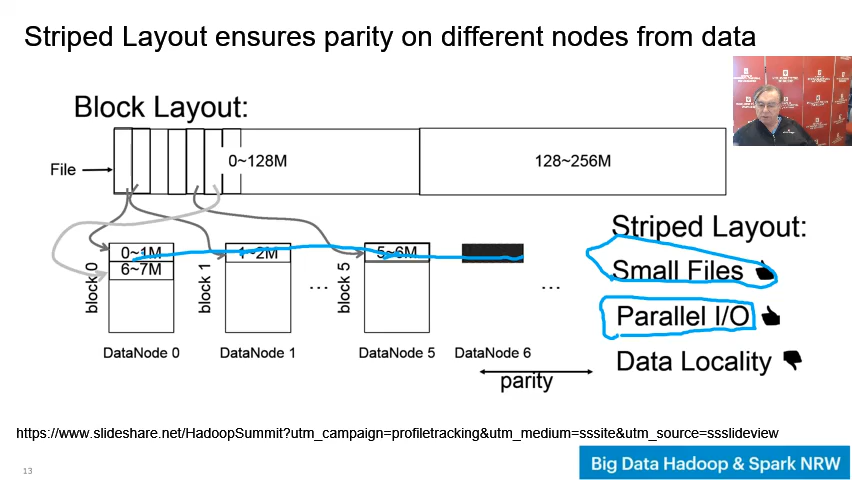 Striped Layout ensures parity on different nodes from data
Block Layout:
File
0~128M
128~256M
Striped Layout:
0~1M
1~2M
5~6M
6~7M
Small Files
block 0
block 1
block 5
...
...
Parallel I/O
DataNode 0
DataNode 1
DataNode 5
DataNode 6
Data Locality
parity
https://www.slideshare.net/HadoopSummit?utm_campaign=profiletracking&utm_medium=sssite&utm_source=ssslideview
13
Big Data Hadoop & Spark NRW